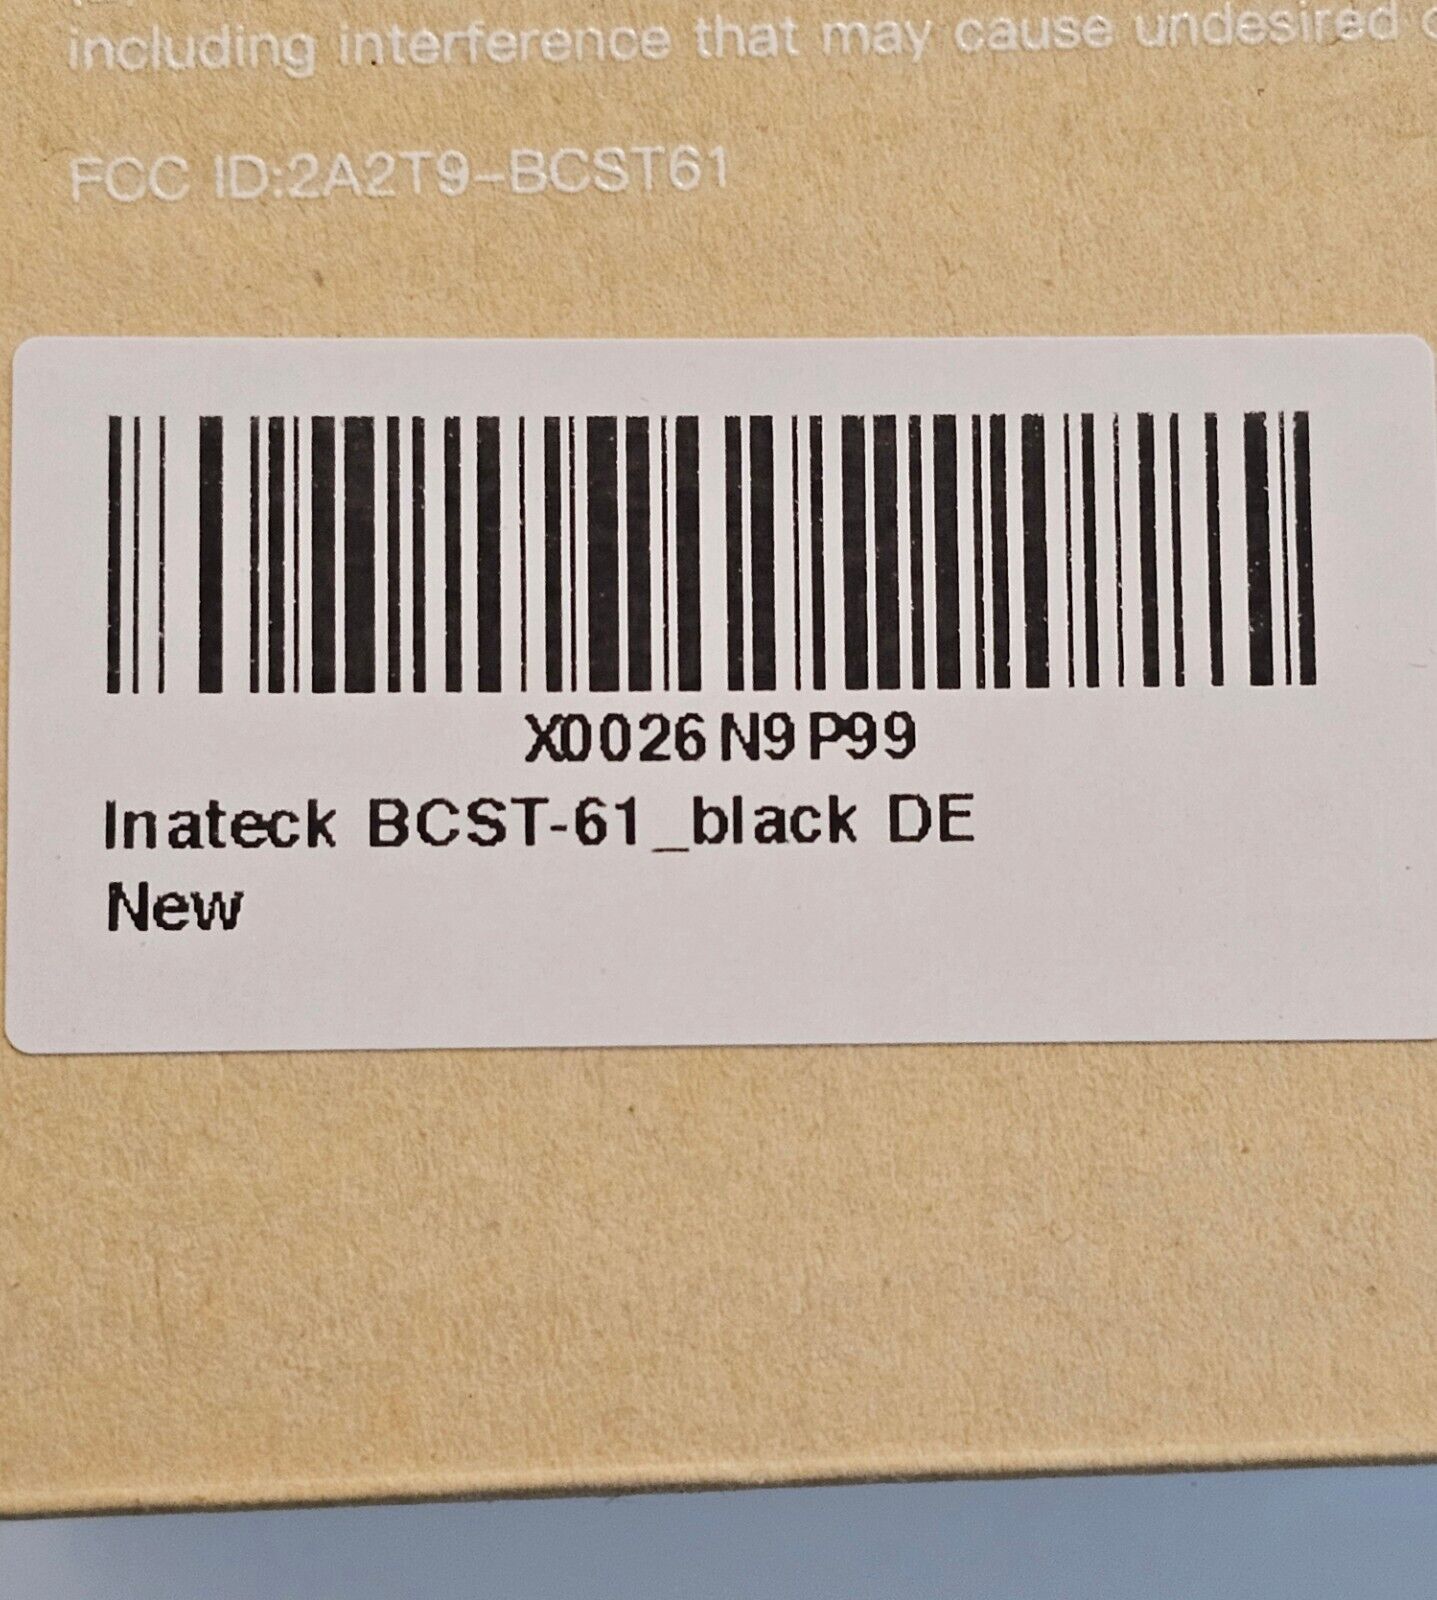 including interference that may cause undesired
FCC ID:2A2T9-BCST61
X0026N9P99
Inateck BCST-61_black DE
New